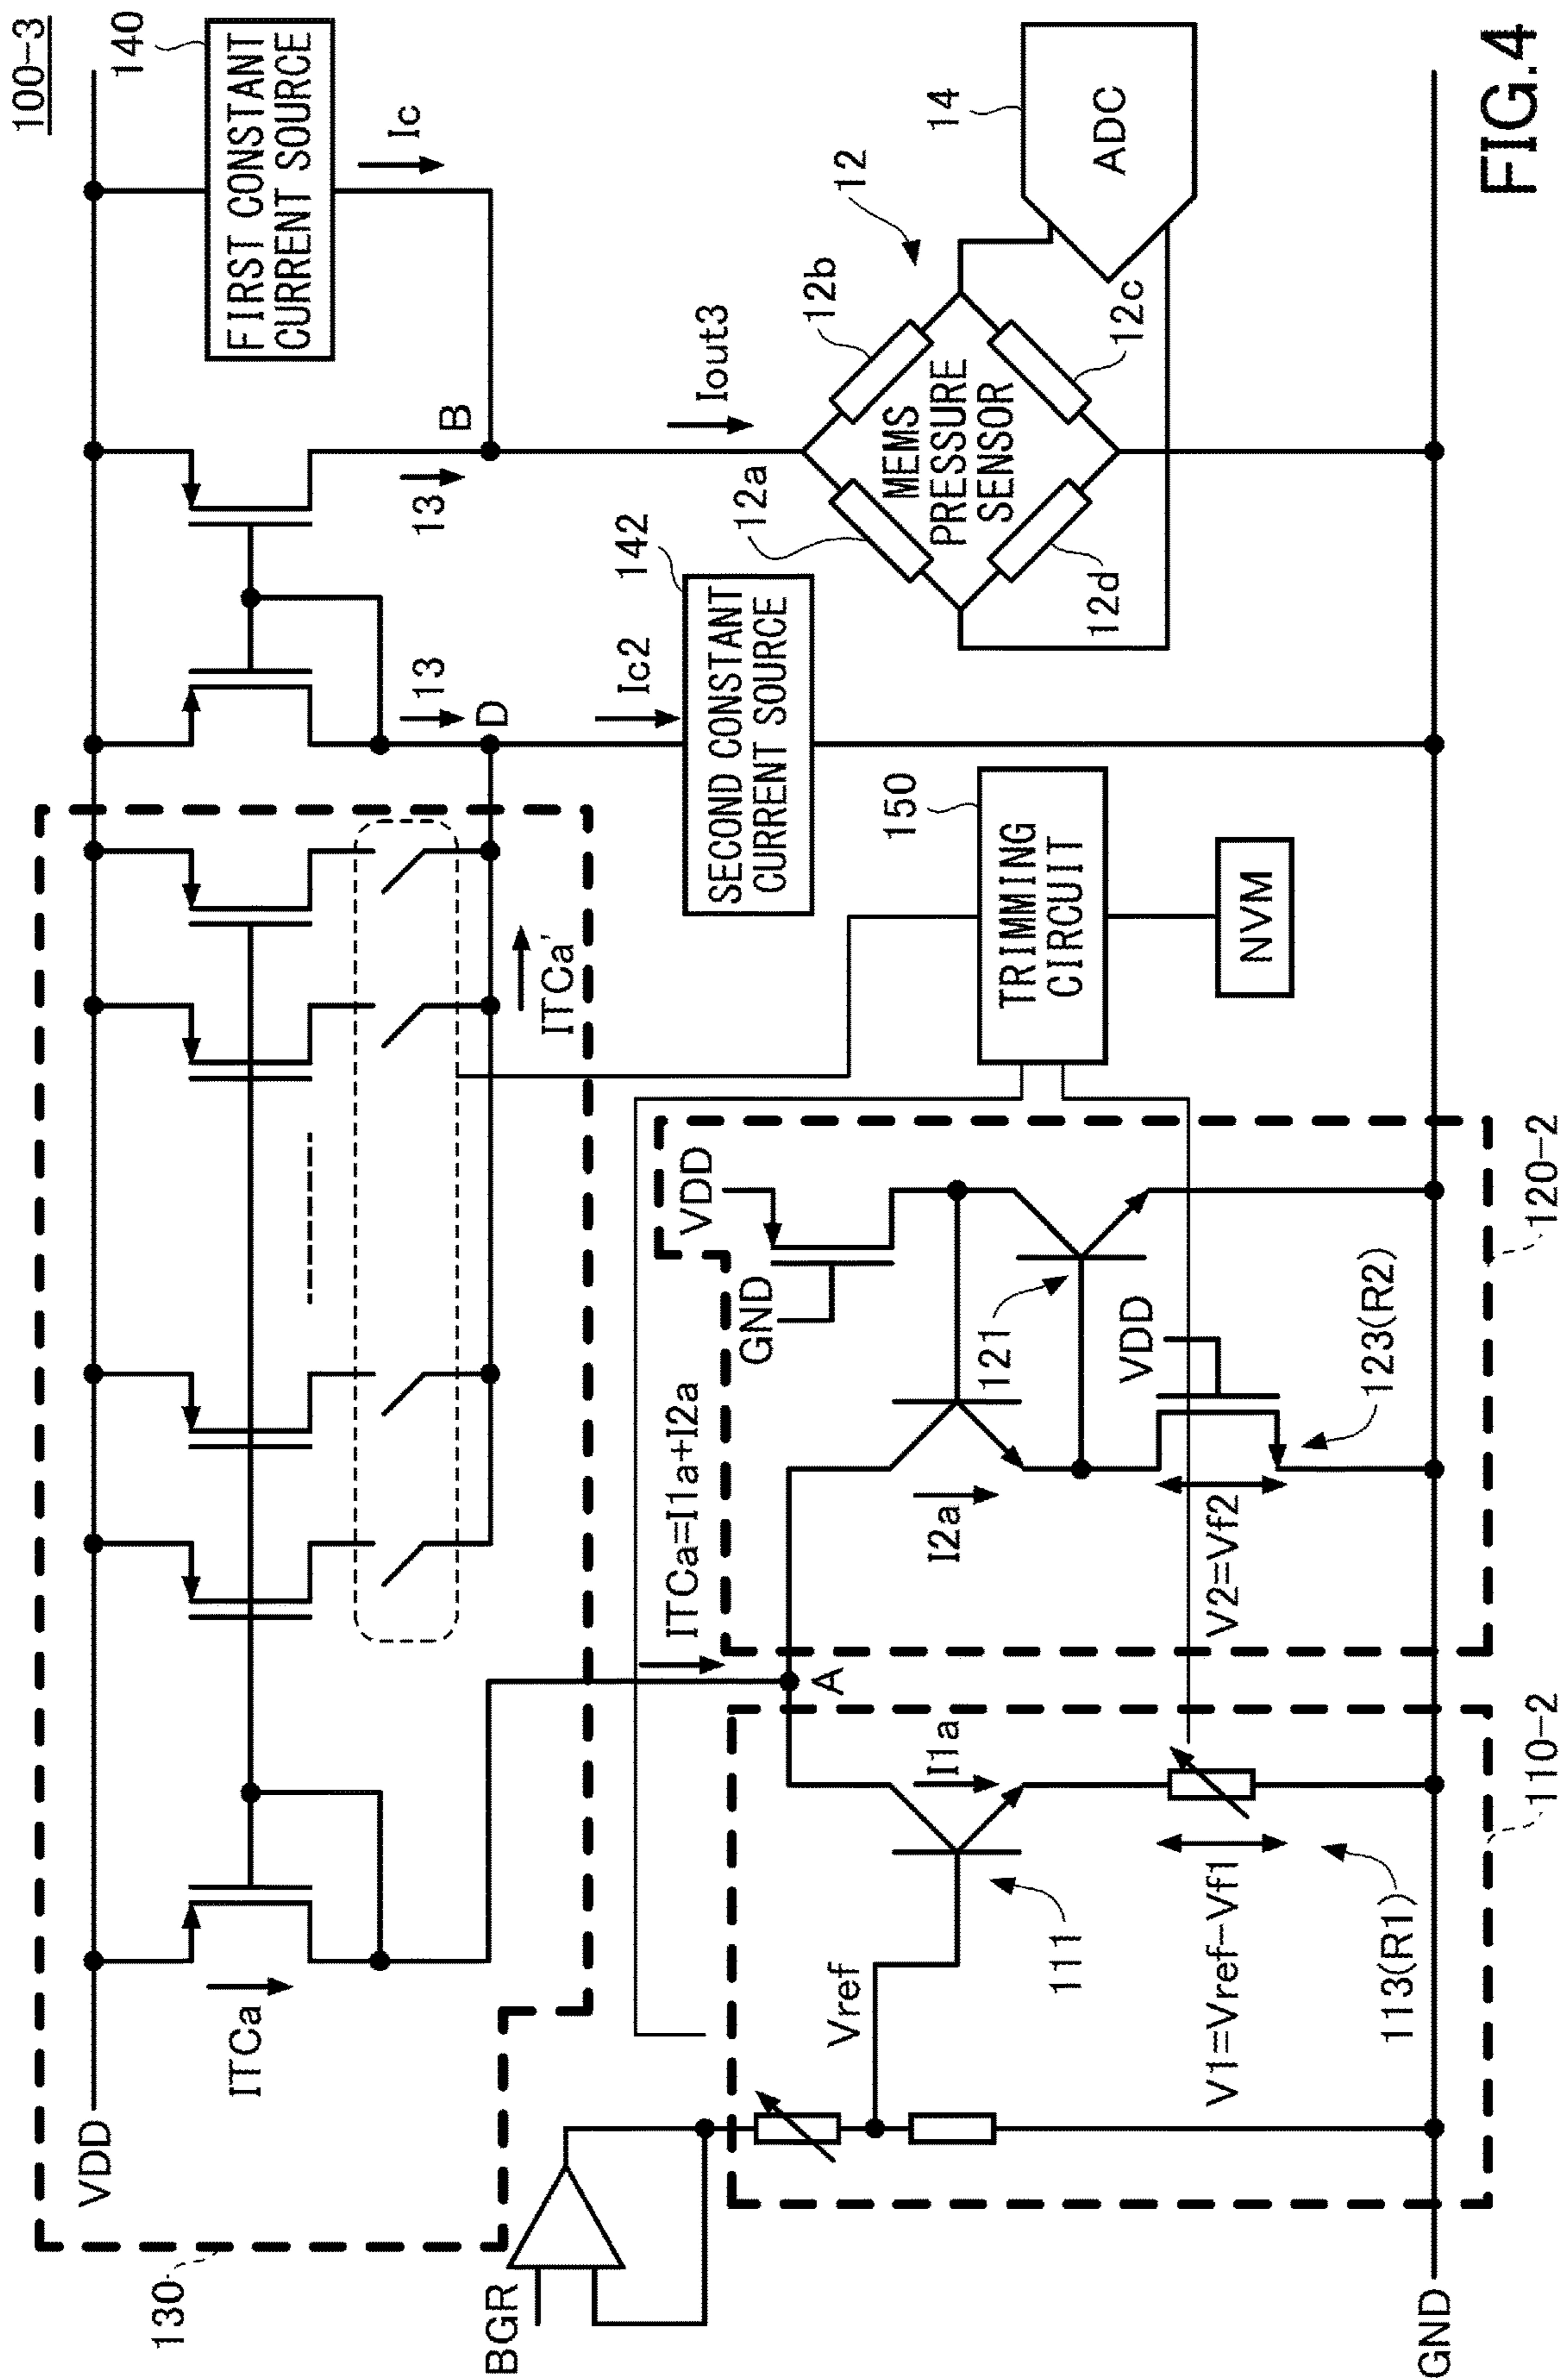 100-3
130
VDD
ITCa
ITCa'
13
D
13
B
140
FIRST CONSTANT
CURRENT SOURCE
Ic
BGR
ITCa=I1a+I2a
A
Ic2
142
SECOND CONSTANT
CURRENT SOURCE
Iout3
12
12a
12b
12c
12d
MEMS
PRESSURE
SENSOR
14
ADC
Vref
111
I1a
V1=Vref-Vf1
113(R1)
110-2
VDD
GND
121
I2a
VDD
V2=Vf2
123(R2)
120-2
150
TRIMMING
CIRCUIT
NVM
GND
FIG.4